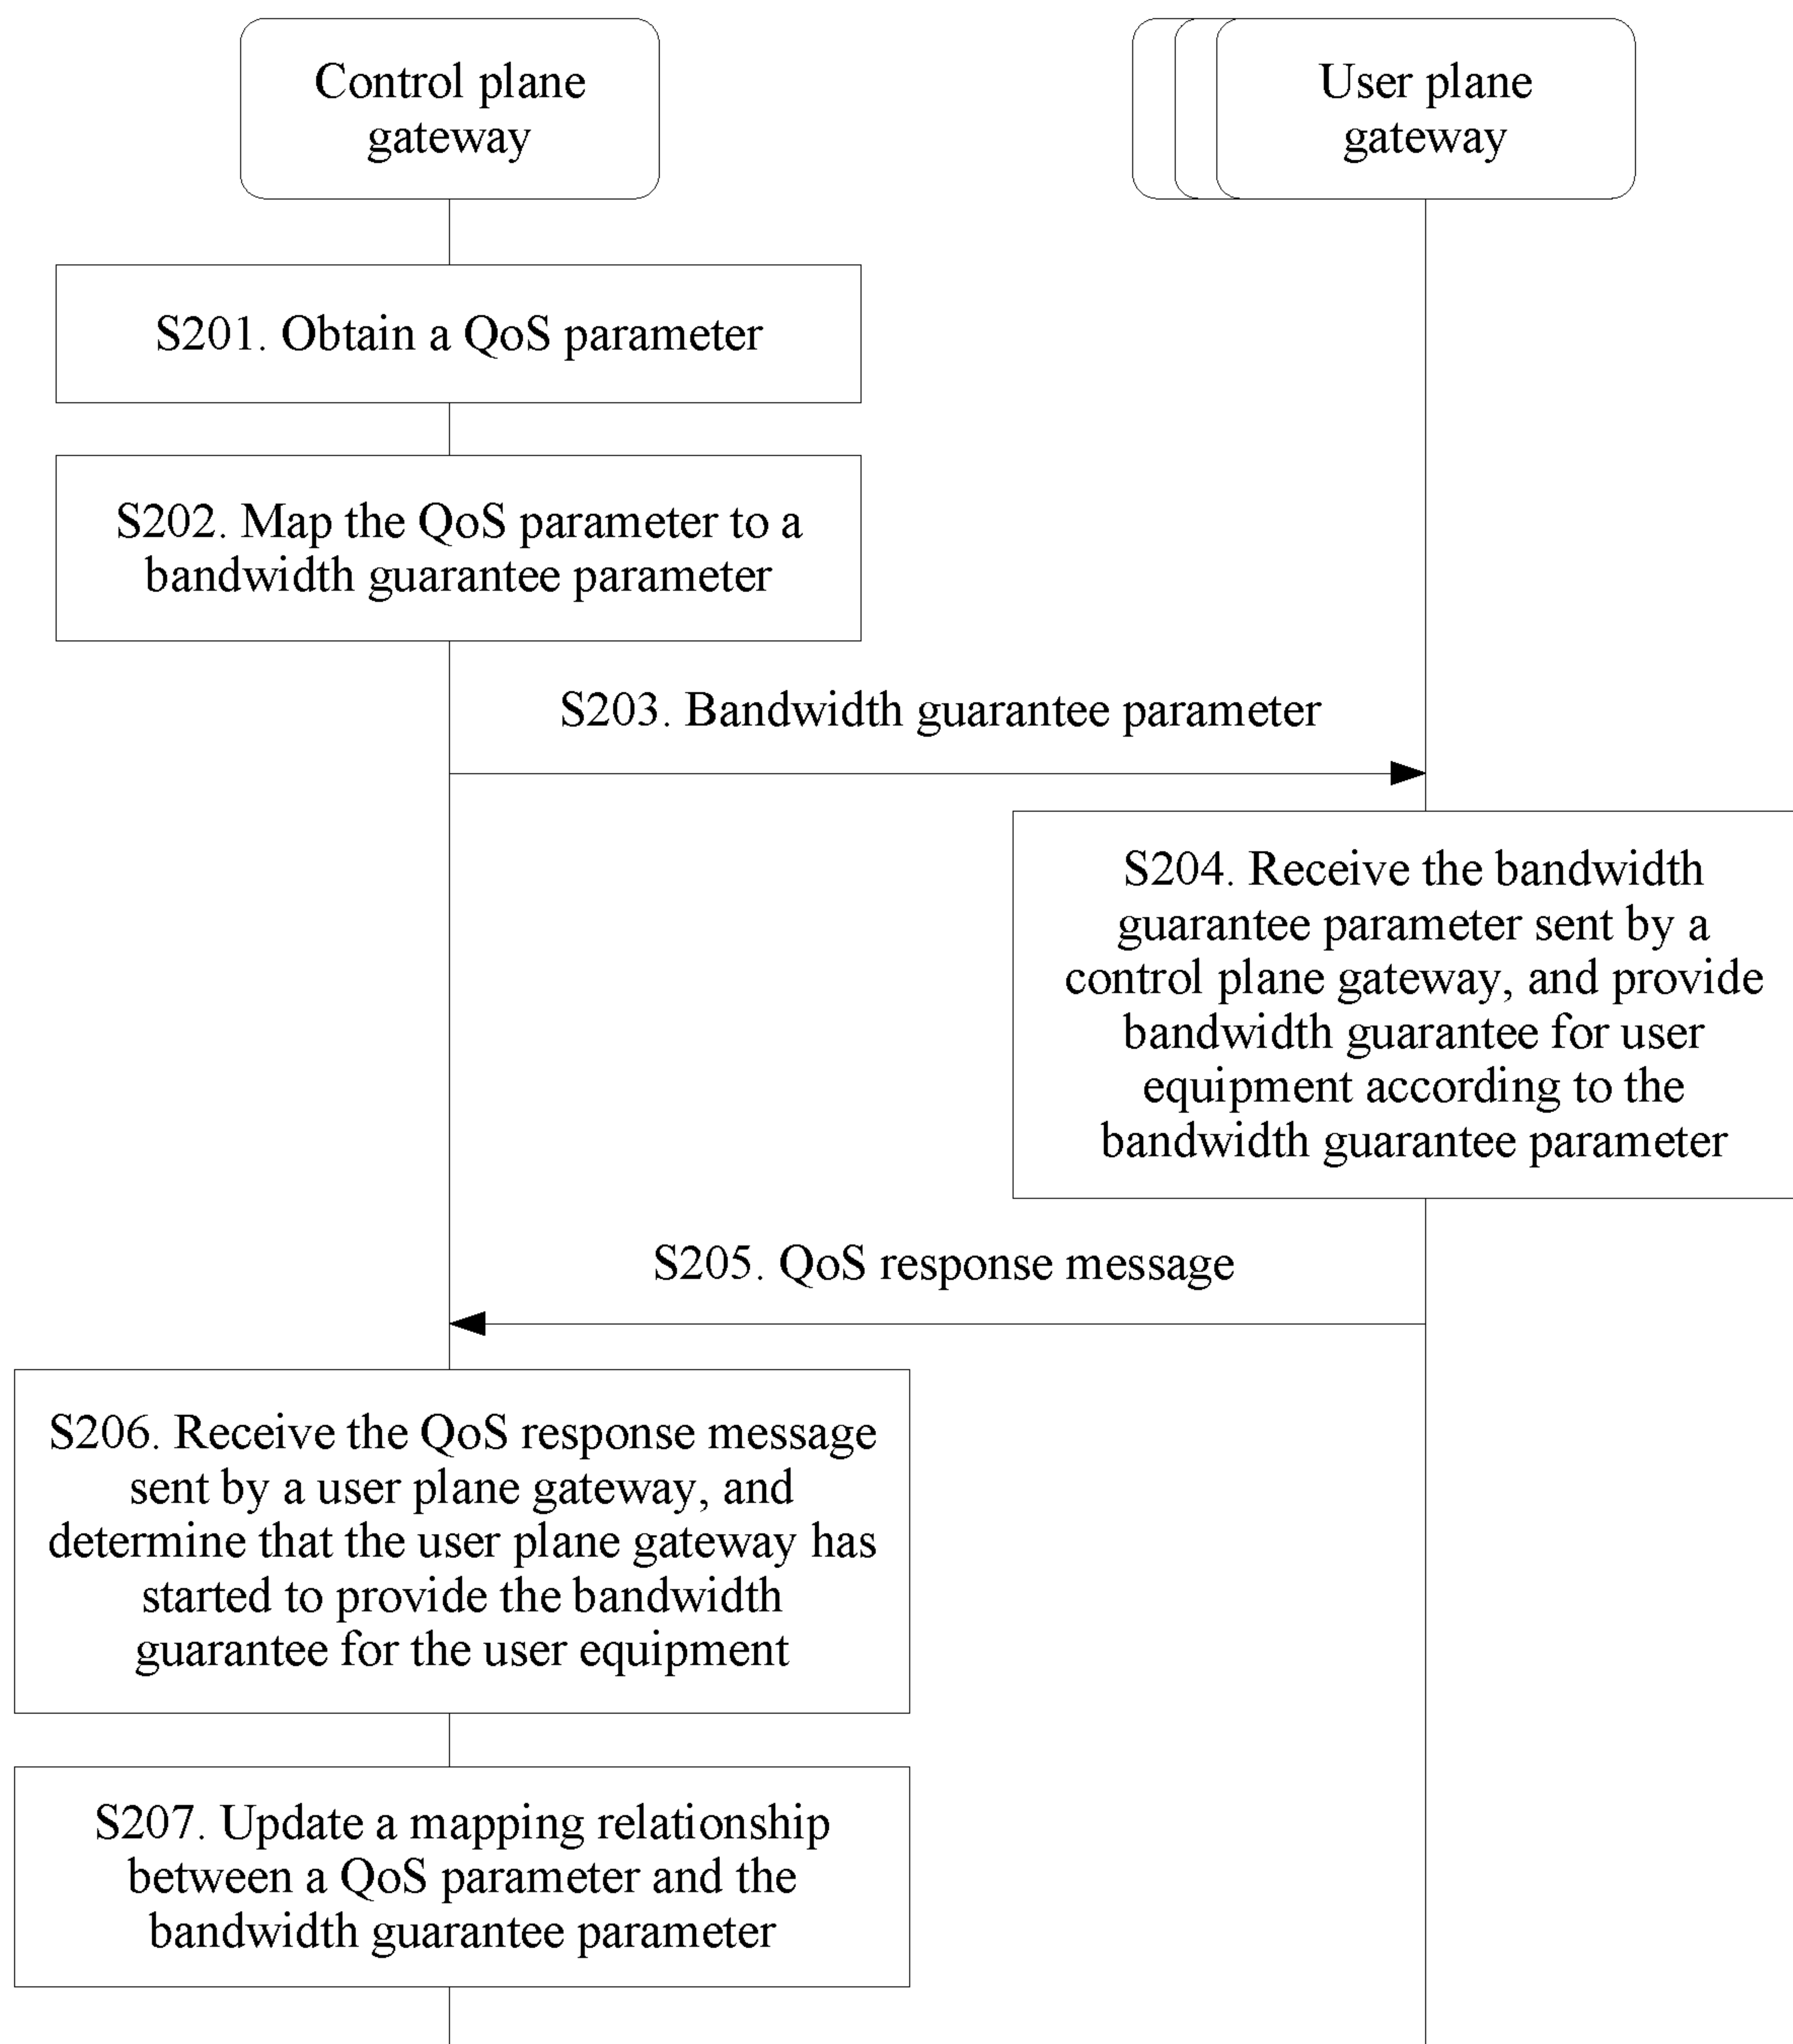 Control plane
gateway
User plane
gateway
S201. Obtain a QoS parameter
S202. Map the QoS parameter to a
bandwidth guarantee parameter
S203. Bandwidth guarantee parameter
S204. Receive the bandwidth
guarantee parameter sent by a
control plane gateway, and provide
bandwidth guarantee for user
equipment according to the
bandwidth guarantee parameter
S205. QoS response message
S206. Receive the QoS response message
sent by a user plane gateway, and
determine that the user plane gateway has
started to provide the bandwidth
guarantee for the user equipment
S207. Update a mapping relationship
between a QoS parameter and the
bandwidth guarantee parameter